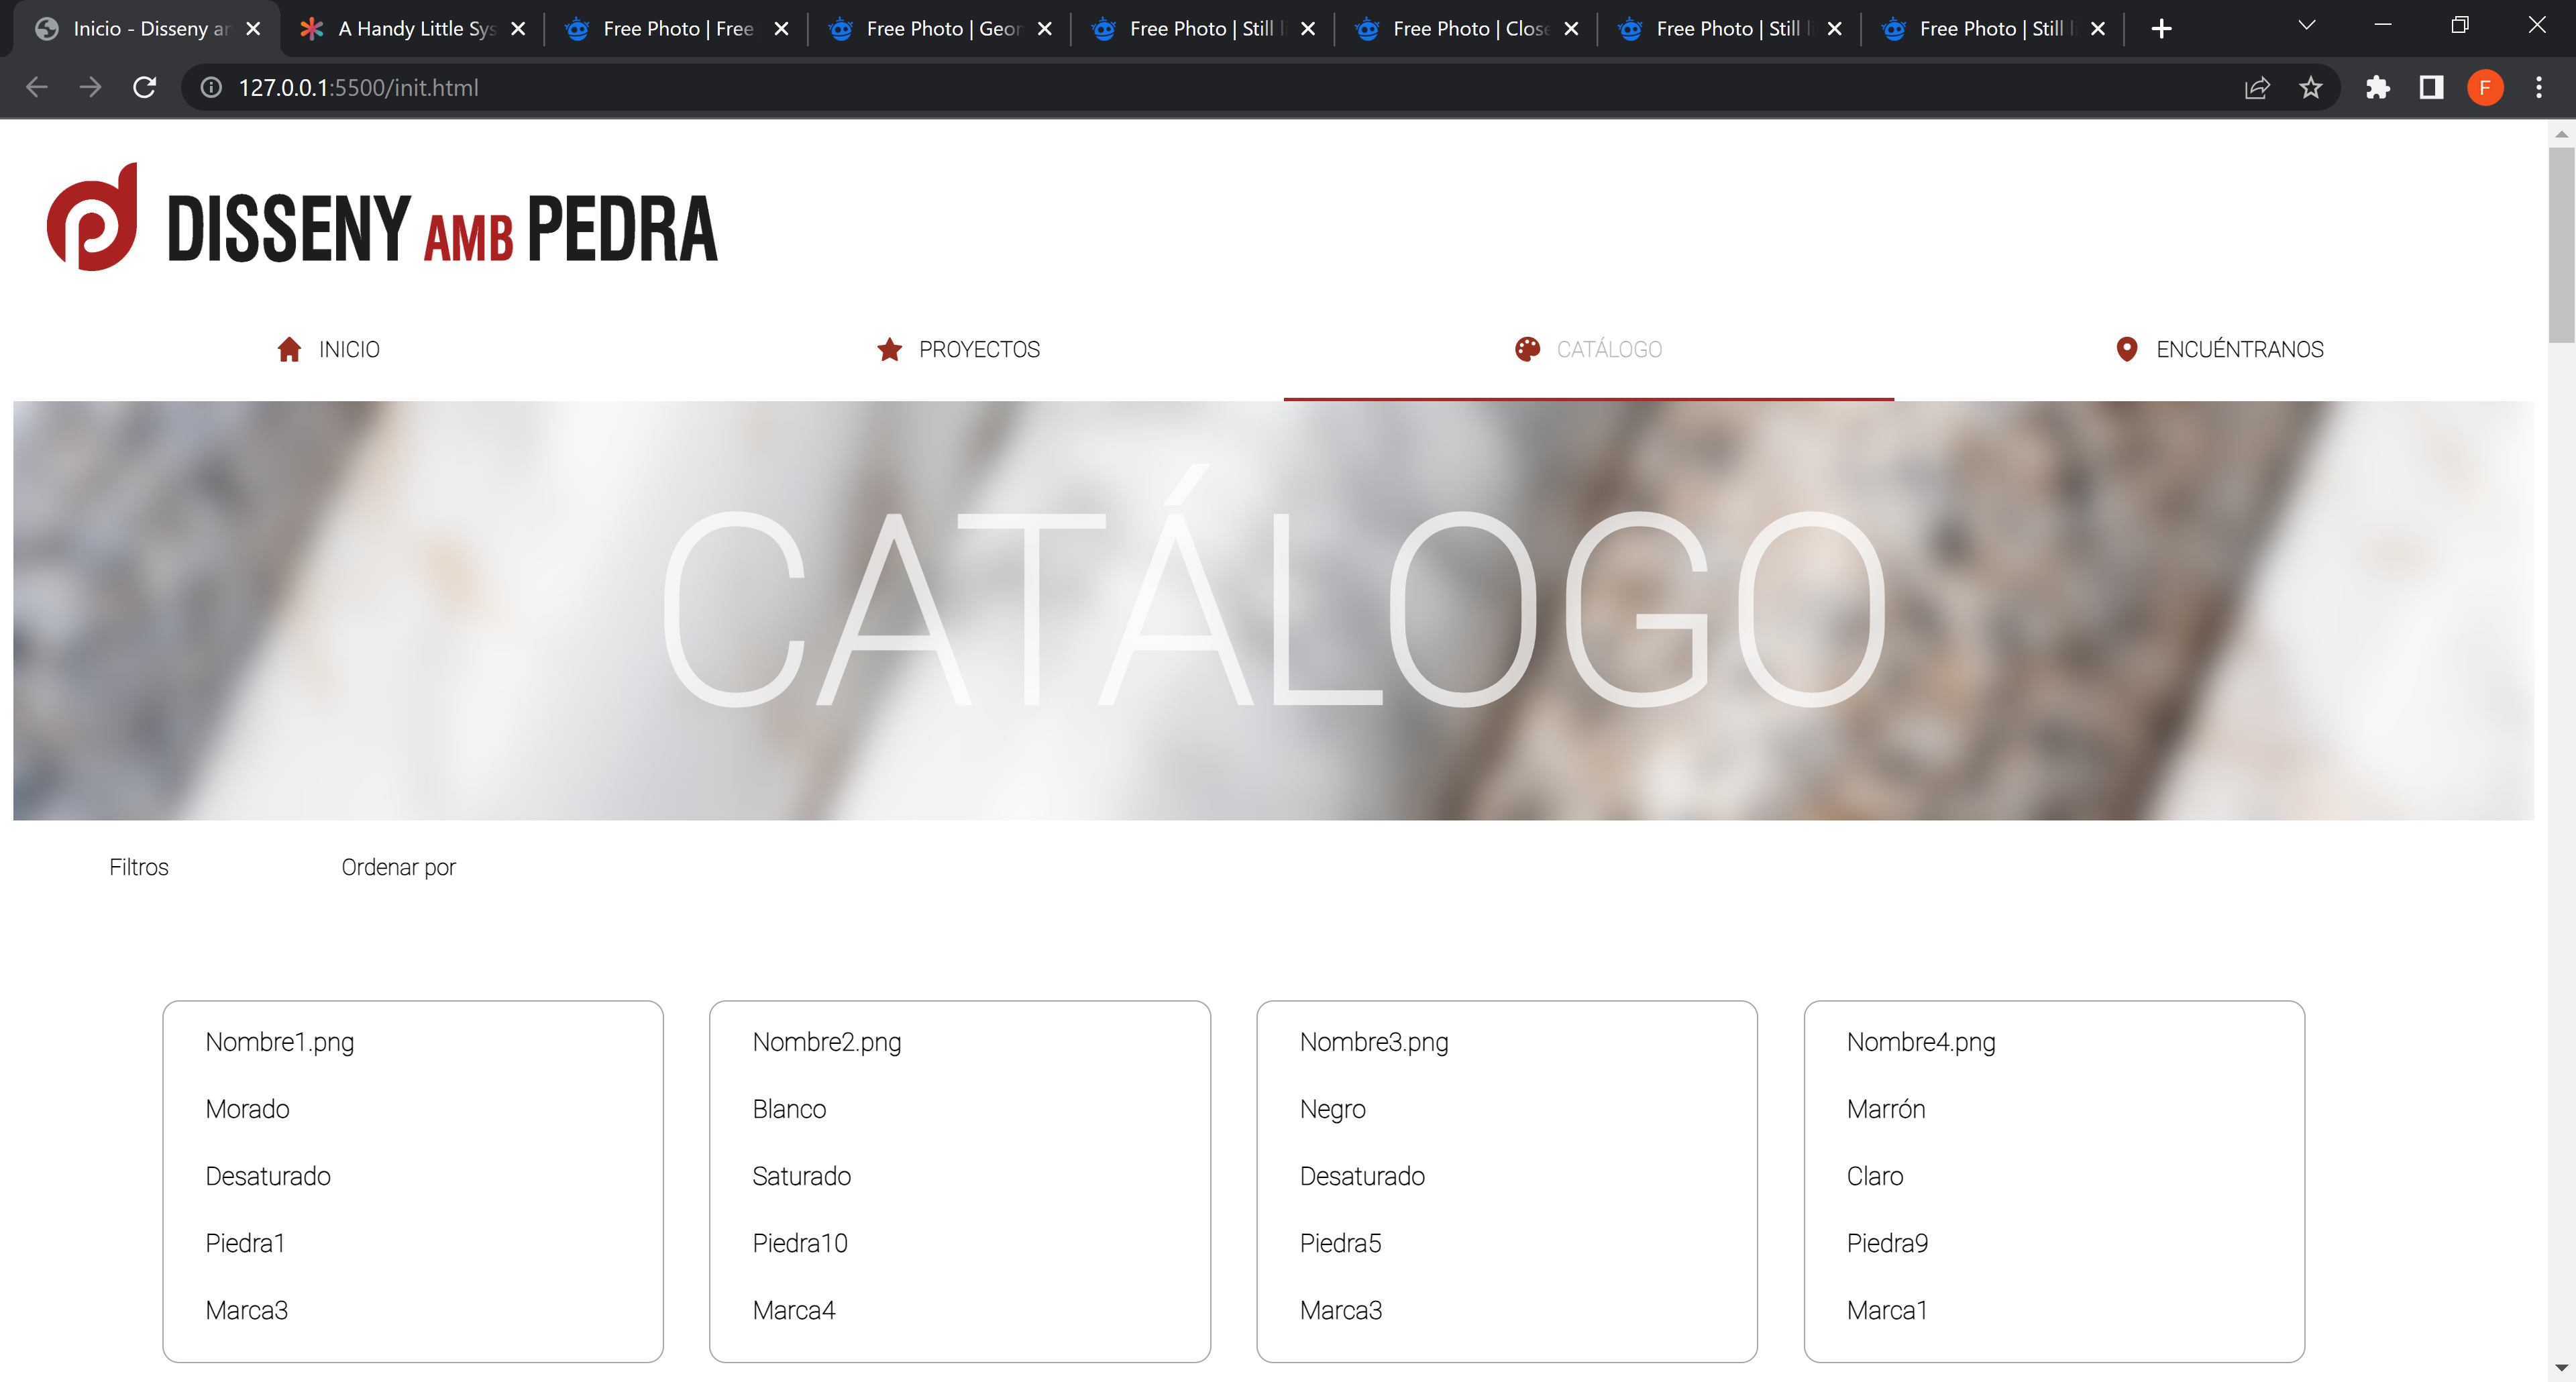 Inicio - Disseny ar
A Handy Little Sys
Free Photo | Free
Free Photo | Geon
Free Photo | Still l
Free Photo | Close
Free Photo | Still l
Free Photo | Still l
127.0.0.1:5500/init.html
F
DISSENY AMB PEDRA
INICIO
PROYECTOS
CATÁLOGO
ENCUÉNTRANOS
CATÁLOGO
Filtros
Ordenar por
Nombre1.png
Morado
Desaturado
Piedra1
Marca3
Nombre2.png
Blanco
Saturado
Piedra10
Marca4
Nombre3.png
Negro
Desaturado
Piedra5
Marca3
Nombre4.png
Marrón
Claro
Piedra9
Marca1